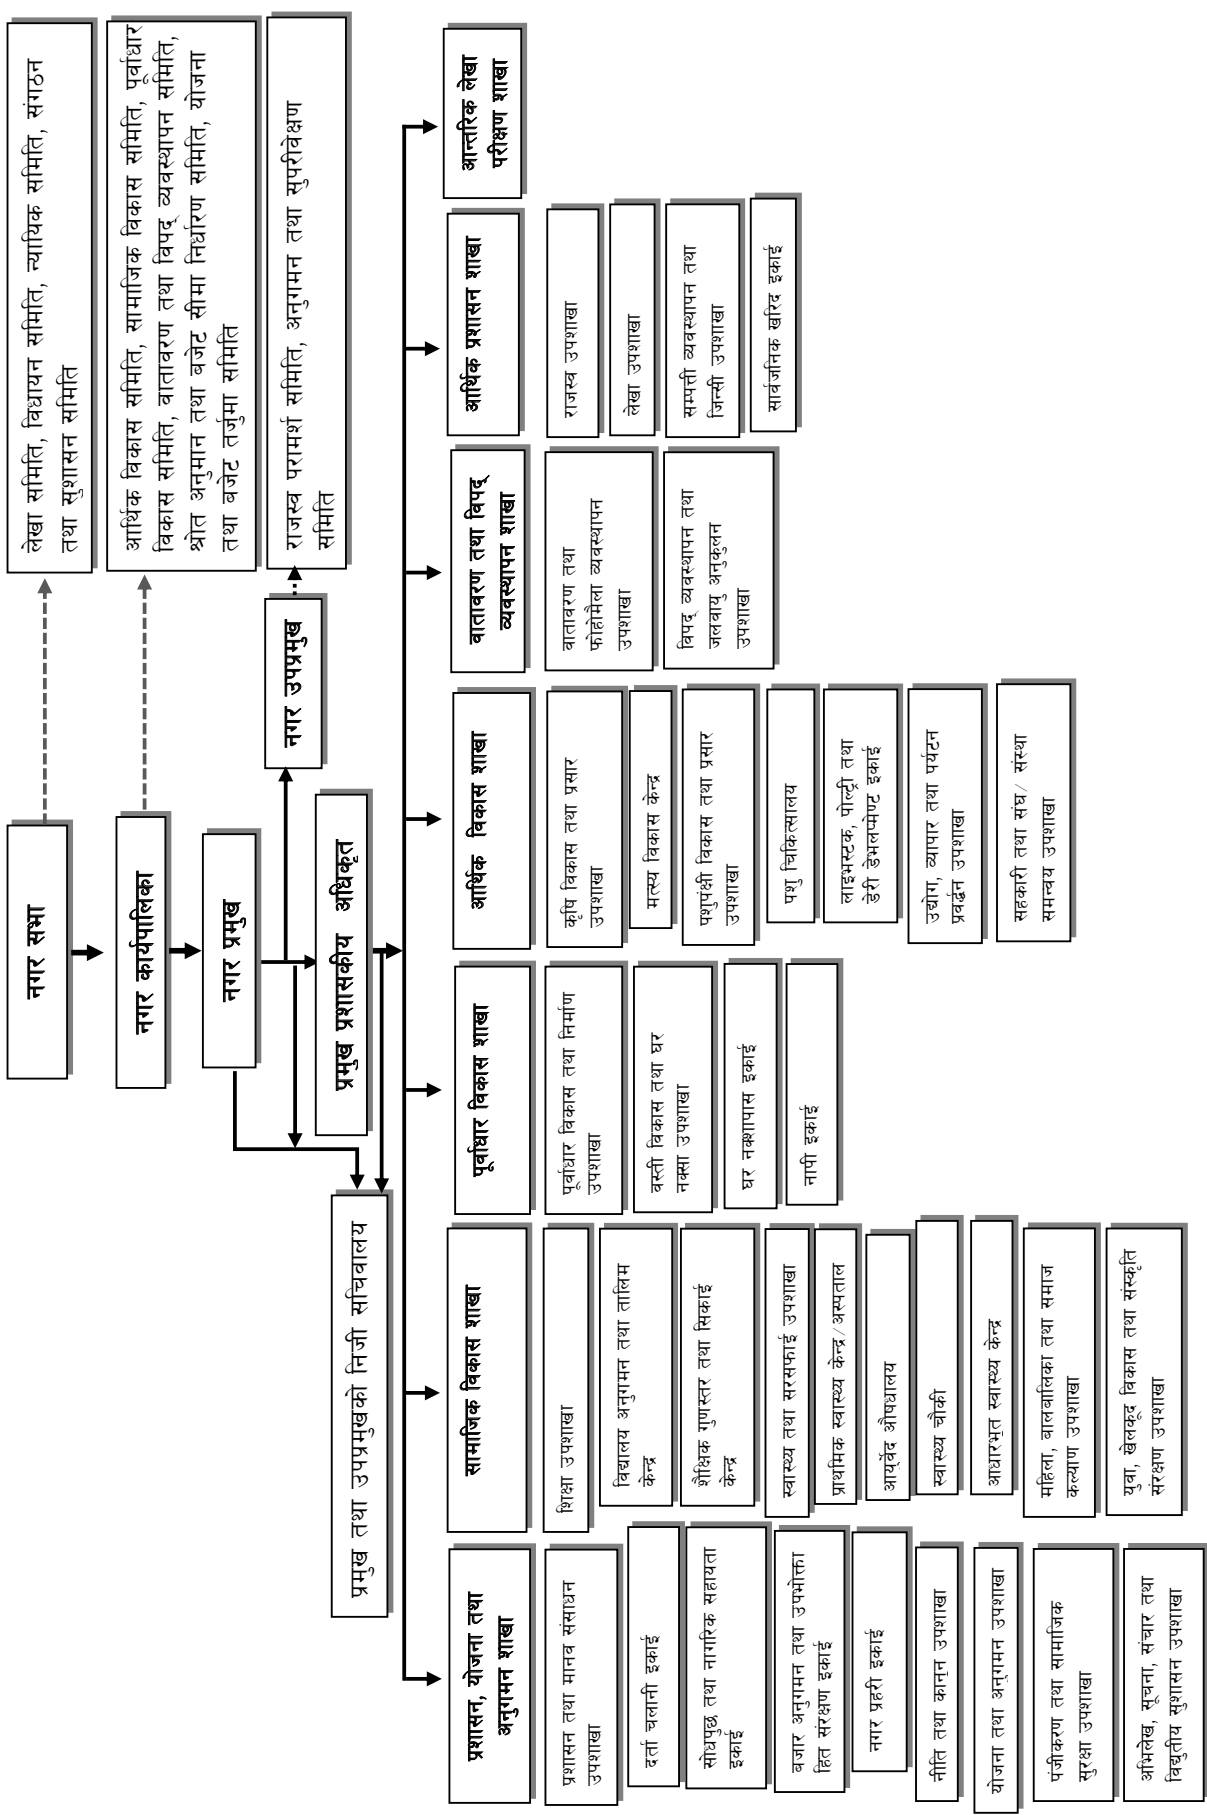 नगर सभा
लेखा समिति, विधायन समिति, न्यायिक समिति, संगठन
तथा सुशासन समिति
नगर कार्यपालिका
आर्थिक विकास समिति, सामाजिक विकास समिति, पूर्वाधार
विकास समिति, वातावरण तथा विपद् व्यवस्थापन समिति,
श्रोत अनुमान तथा बजेट सीमा निर्धारण समिति, योजना
तथा बजेट तर्जुमा समिति
नगर प्रमुख
नगर उपप्रमुख
राजस्व परामर्श समिति, अनुगमन तथा सुपरीवेक्षण
समिति
प्रमुख प्रशासकीय अधिकृत
प्रमुख तथा उपप्रमुखको निजी सचिवालय
प्रशासन, योजना तथा
अनुगमन शाखा
प्रशासन तथा मानव संसाधन
उपशाखा
दर्ता चलानी इकाई
सोधपुछ तथा नागरिक सहायता
इकाई
बजार अनुगमन तथा उपभोक्ता
हित संरक्षण इकाई
नगर प्रहरी इकाई
नीति तथा कानून उपशाखा
योजना तथा अनुगमन उपशाखा
पंजीकरण तथा सामाजिक
सुरक्षा उपशाखा
अभिलेख, सूचना, संचार तथा
विद्युतीय सुशासन उपशाखा
सामाजिक विकास शाखा
शिक्षा उपशाखा
विद्यालय अनुगमन तथा तालिम
केन्द्र
शैक्षिक गुणस्तर तथा सिकाई
केन्द्र
स्वास्थ्य तथा सरसफाई उपशाखा
प्राथमिक स्वास्थ्य केन्द्र/अस्पताल
आयुर्वेद औषधालय
स्वास्थ्य चौकी
आधारभूत स्वास्थ्य केन्द्र
महिला, बालबालिका तथा समाज
कल्याण उपशाखा
युवा, खेलकूद विकास तथा संस्कृति
संरक्षण उपशाखा
पूर्वाधार विकास शाखा
पूर्वाधार विकास तथा निर्माण
उपशाखा
वस्ती विकास तथा घर
नक्सा उपशाखा
घर नक्शापास इकाई
नापी इकाई
आर्थिक विकास शाखा
कृषि विकास तथा प्रसार
उपशाखा
मत्स्य विकास केन्द्र
पशुपंक्षी विकास तथा प्रसार
उपशाखा
पशु चिकित्सालय
लाइभस्टक, पोल्ट्री तथा
डेरी डेभलप्मेण्ट इकाई
उद्योग, व्यापार तथा पर्यटन
प्रवर्द्धन उपशाखा
सहकारी तथा संघ/ संस्था
समन्वय उपशाखा
वातावरण तथा विपद्
व्यवस्थापन शाखा
वातावरण तथा
फोहोमैला व्यवस्थापन
उपशाखा
विपद् व्यवस्थापन तथा
जलवायु अनुकुलन
उपशाखा
आर्थिक प्रशासन शाखा
राजस्व उपशाखा
लेखा उपशाखा
सम्पत्ती व्यवस्थापन तथा
जिन्सी उपशाखा
सार्वजनिक खरिद इकाई
आन्तरिक लेखा
परीक्षण शाखा